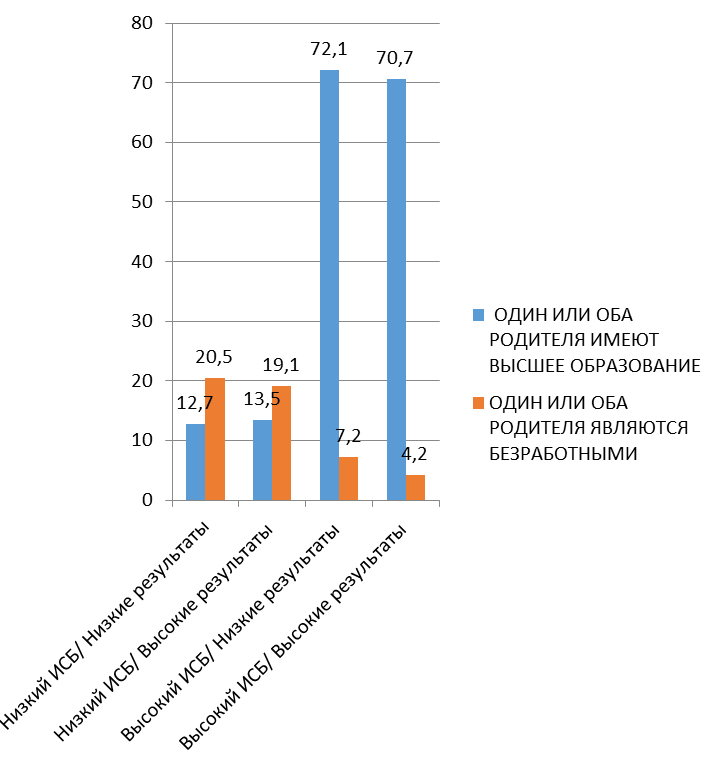 80
70
60
50
40
30
20
10
0
72,1
70,7
20,5
19,1
12,7
13,5
7,2
4,2
Низкий ИСБ/ Низкие результаты
Низкий ИСБ/ Высокие результаты
Высокий ИСБ/ Низкие результаты
Высокий ИСБ/ Высокие результаты
ОДИН ИЛИ ОБА
РОДИТЕЛЯ ИМЕЮТ
ВЫСШЕЕ ОБРАЗОВАНИЕ
ОДИН ИЛИ ОБА
РОДИТЕЛЯ ЯВЛЯЮТСЯ
БЕЗРАБОТНЫМИ